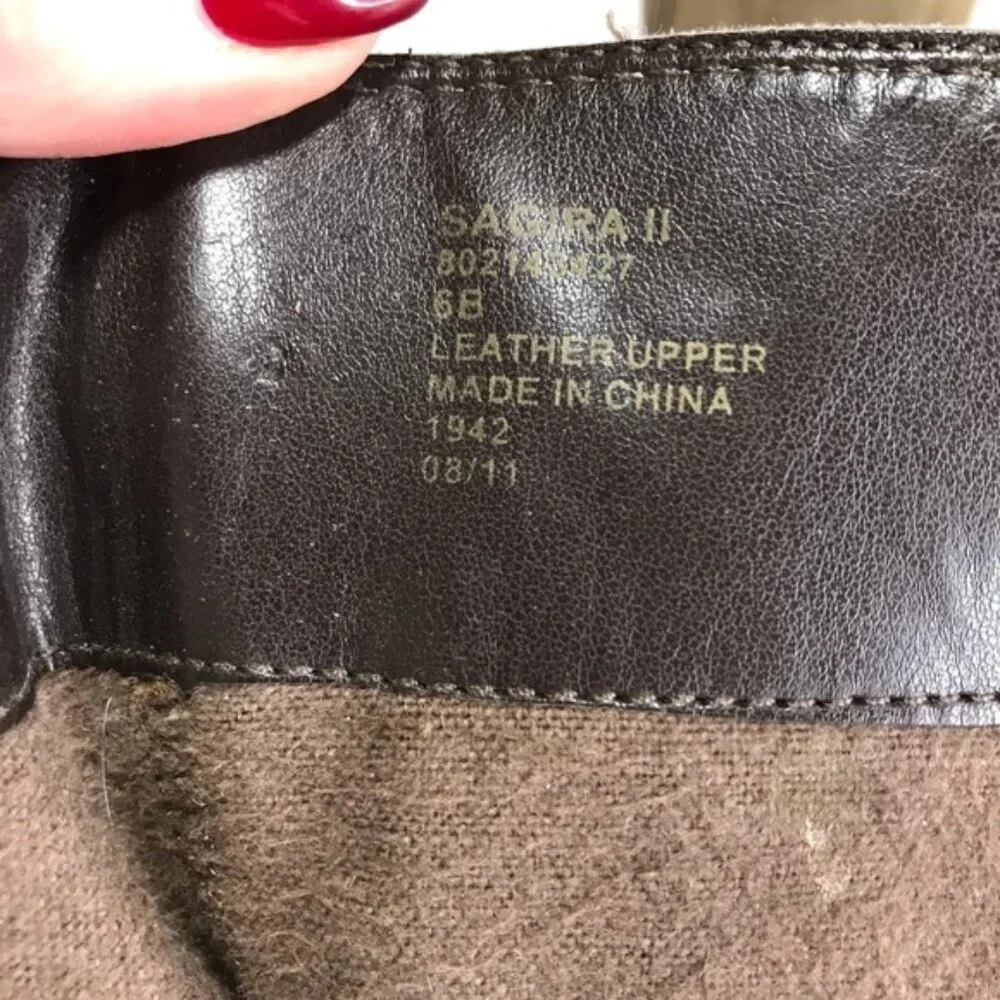 SAGIRA II
6B
LEATHER UPPER
MADE IN CHINA
1942
08/11